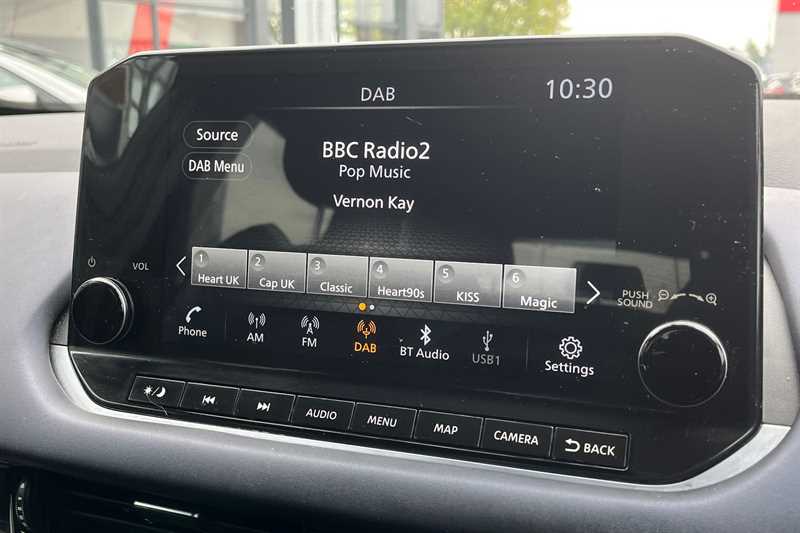 DAB
10:30
Source
BBC Radio2
DAB Menu
Pop Music
Vernon Kay
1 Heart UK
2 Cap UK
3 Classic
4 Heart90s
5 KISS
6 Magic
VOL
PUSH
SOUND
Phone
AM
FM
DAB
BT Audio
USB1
Settings
AUDIO
MENU
MAP
CAMERA
BACK